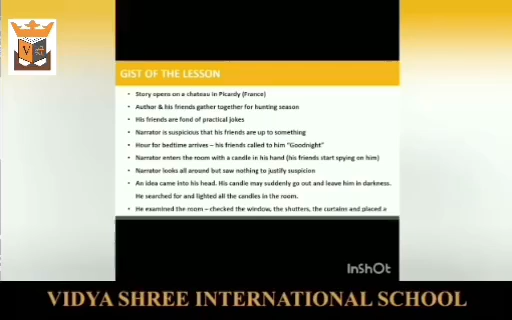 V
GIST OF THE LESSON
• Story opens on a chateau in Picardy (France)
• Author & his friends gather together for hunting season
• His friends are fond of practical jokes
• Narrator is suspicious that his friends are up to something
• Hour for bedtime arrives – his friends called to him "Goodnight"
• Narrator enters the room with a candle in his hand (his friends start spying on him)
• Narrator looks all around but saw nothing to justify suspicion
• An idea came into his head. His candle may suddenly go out and leave him in darkness.
He searched for and lighted all the candles in the room.
• He examined the room – checked the window, the shutters, the curtains and placed a
InShOt
VIDYA SHREE INTERNATIONAL SCHOOL